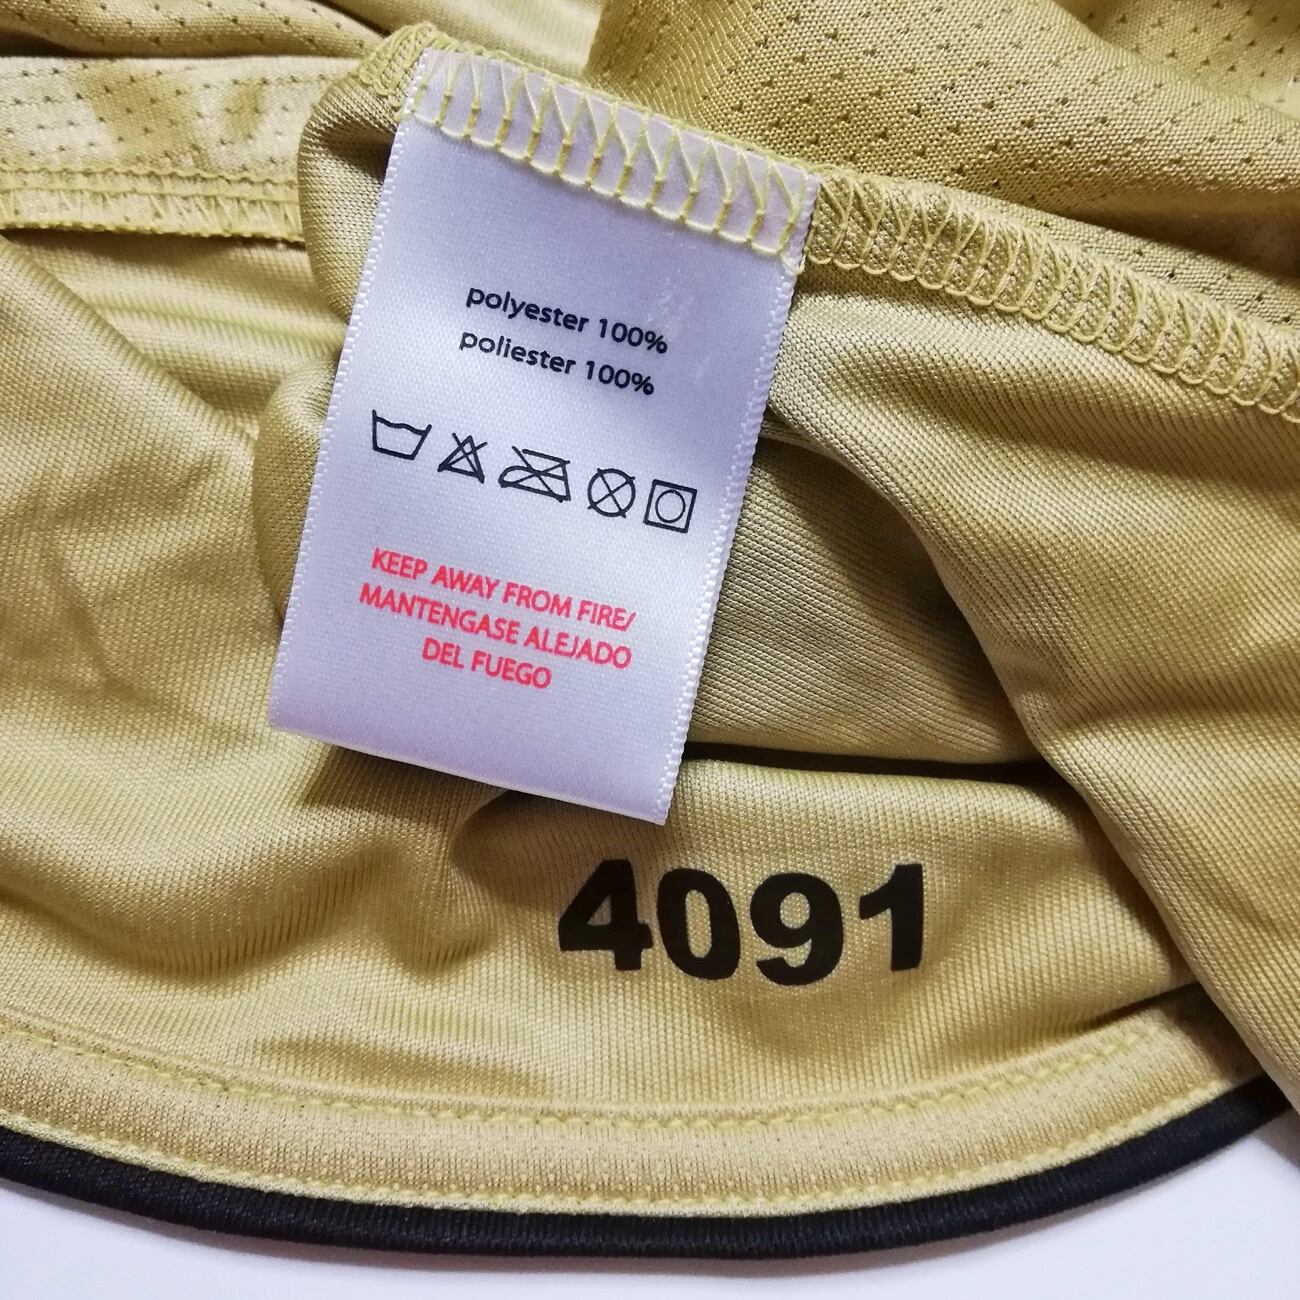 polyester 100%
poliester 100%
KEEP AWAY FROM FIRE/
MANTENGASE ALEJADO
DEL FUEGO
4091